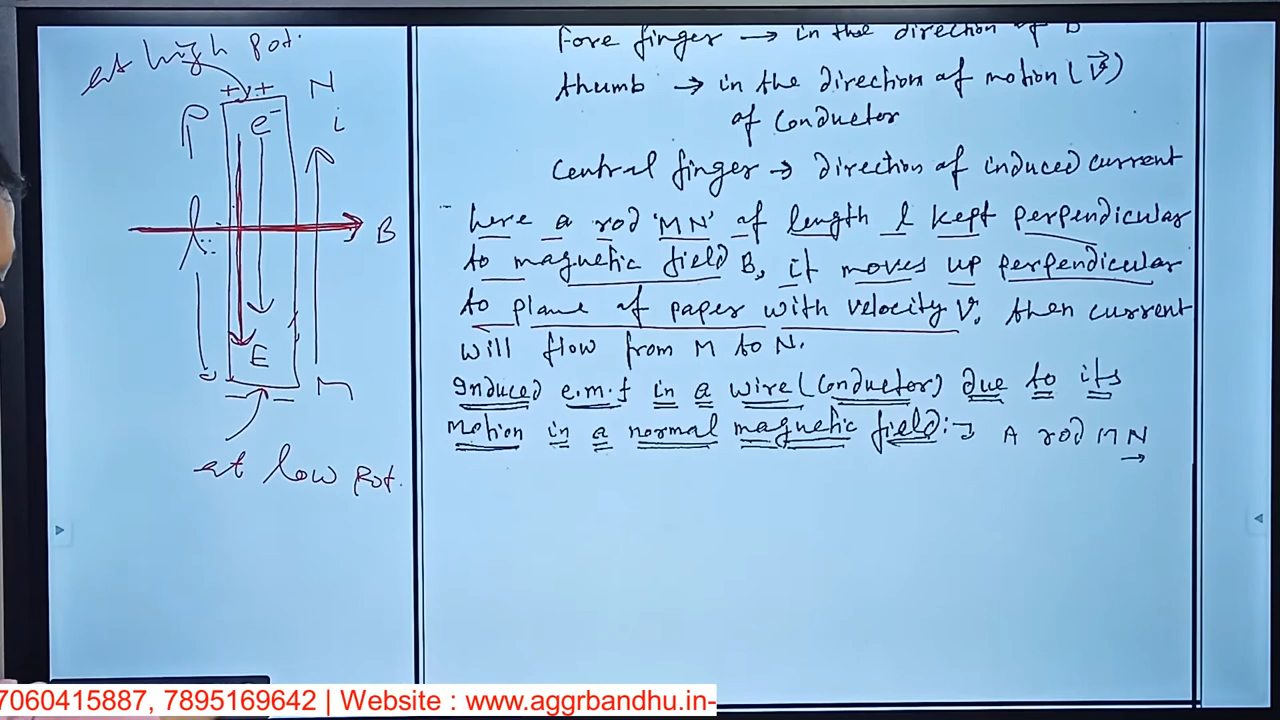 at high pot.
+ +
N
e⁻
i
l
B
E
at low pot.
Fore finger → in the direction of B
thumb → in the direction of motion (V⃗)
of conductor
Central finger → direction of induced current
here a rod 'MN' of length l kept perpendicular
to magnetic field B, it moves up perpendicular
to plane of paper with velocity V, then current
will flow from M to N.
Induced e.m.f in a wire (conductor) due to its
motion in a normal magnetic field:→ A rod MN
7060415887, 7895169642 | Website : www.aggrbandhu.in-